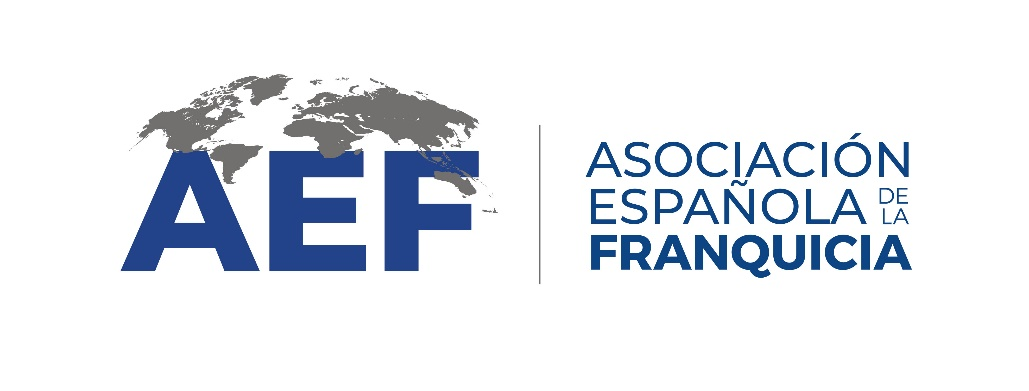 AEF
ASOCIACIÓN
ESPAÑOLA DE LA
FRANQUICIA